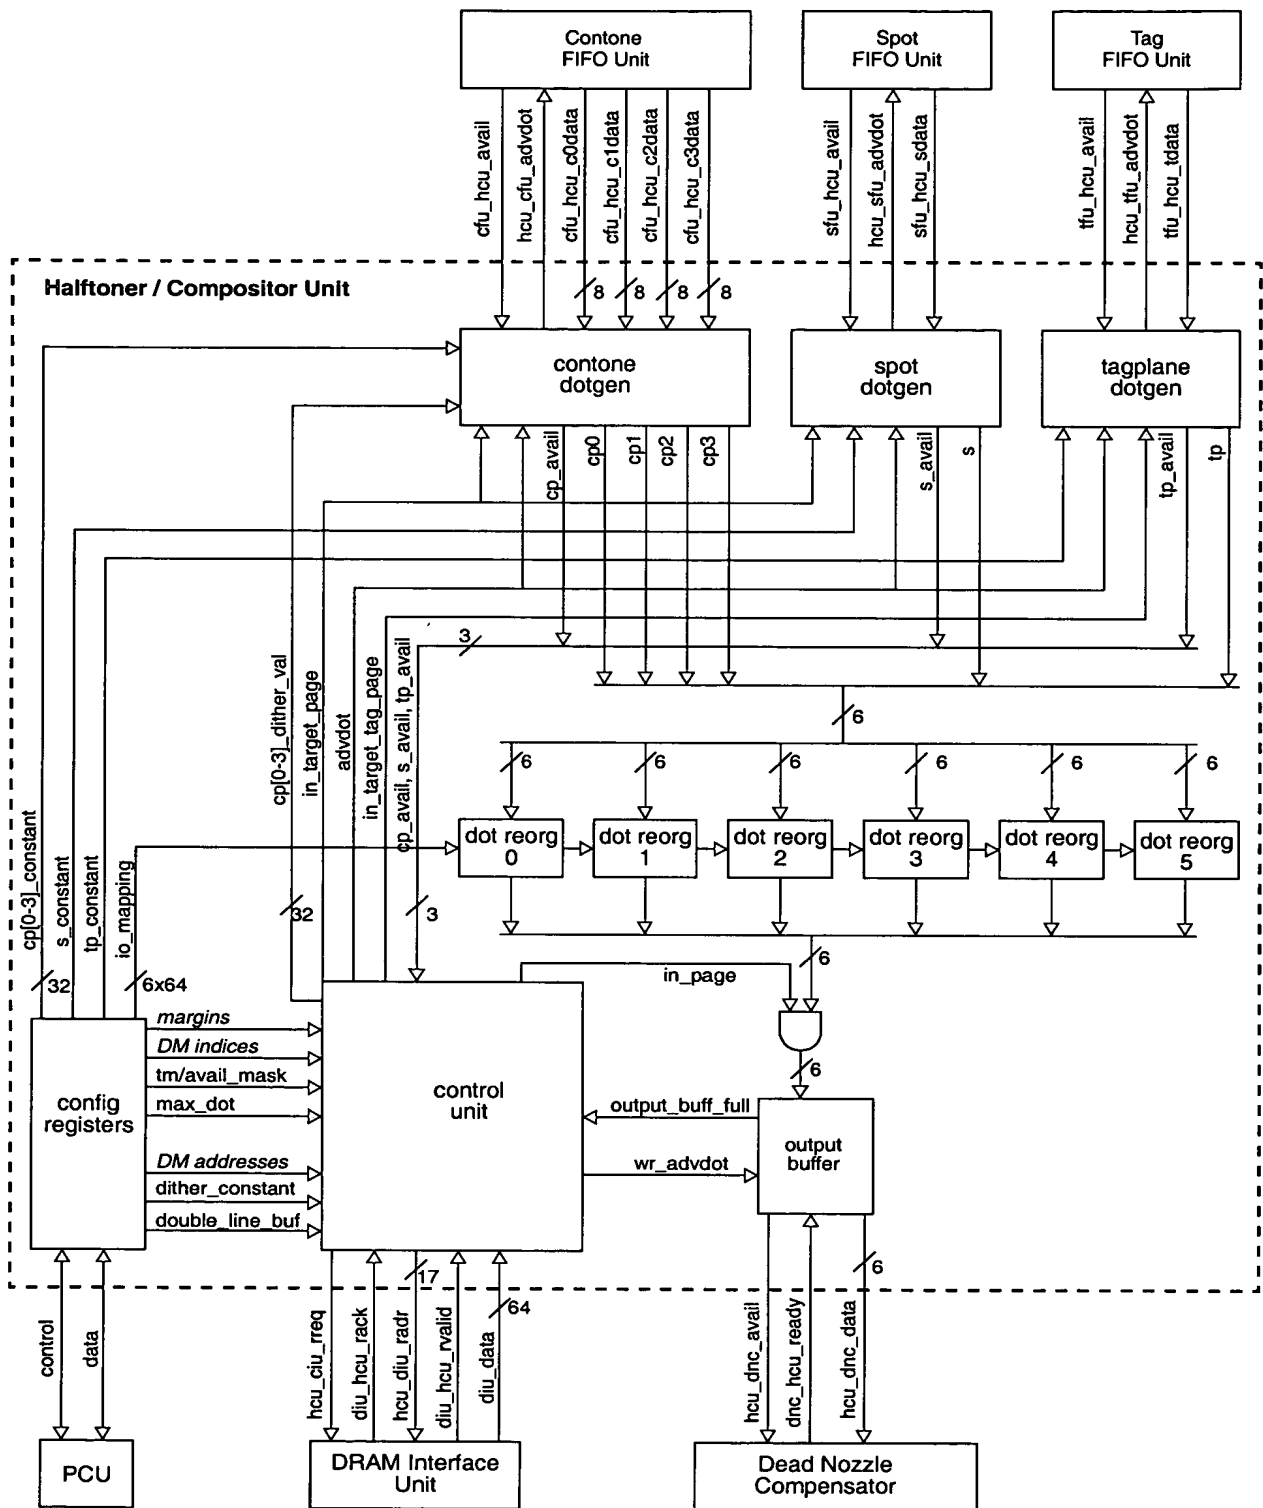 Contone
FIFO Unit
Spot
FIFO Unit
Tag
FIFO Unit
cfu_hcu_avail
hcu_cfu_advdot
cfu_hcu_c0data
cfu_hcu_c1data
cfu_hcu_c2data
cfu_hcu_c3data
sfu_hcu_avail
hcu_sfu_advdot
sfu_hcu_sdata
tfu_hcu_avail
hcu_tfu_advdot
tfu_hcu_tdata
Halftoner / Compositor Unit
8
8
8
8
contone
dotgen
spot
dotgen
tagplane
dotgen
cp_avail
cp0
cp1
cp2
cp3
s_avail
s
tp_avail
tp
3
6
cp[0-3]_dither_val
in_target_page
advdot
in_target_tag_page
cp_avail, s_avail, tp_avail
6
6
6
6
6
6
dot reorg
0
dot reorg
1
dot reorg
2
dot reorg
3
dot reorg
4
dot reorg
5
cp[0-3]_constant
s_constant
tp_constant
io_mapping
32
3
32
6x64
6
in_page
margins
DM indices
tm/avail_mask
max_dot
DM addresses
dither_constant
double_line_buf
config
registers
control
unit
6
output_buff_full
wr_advdot
output
buffer
17
64
6
control
data
hcu_ciu_rreq
diu_hcu_rack
hcu_diu_radr
diu_hcu_rvalid
diu_data
hcu_dnc_avail
dnc_hcu_ready
hcu_dnc_data
PCU
DRAM Interface
Unit
Dead Nozzle
Compensator